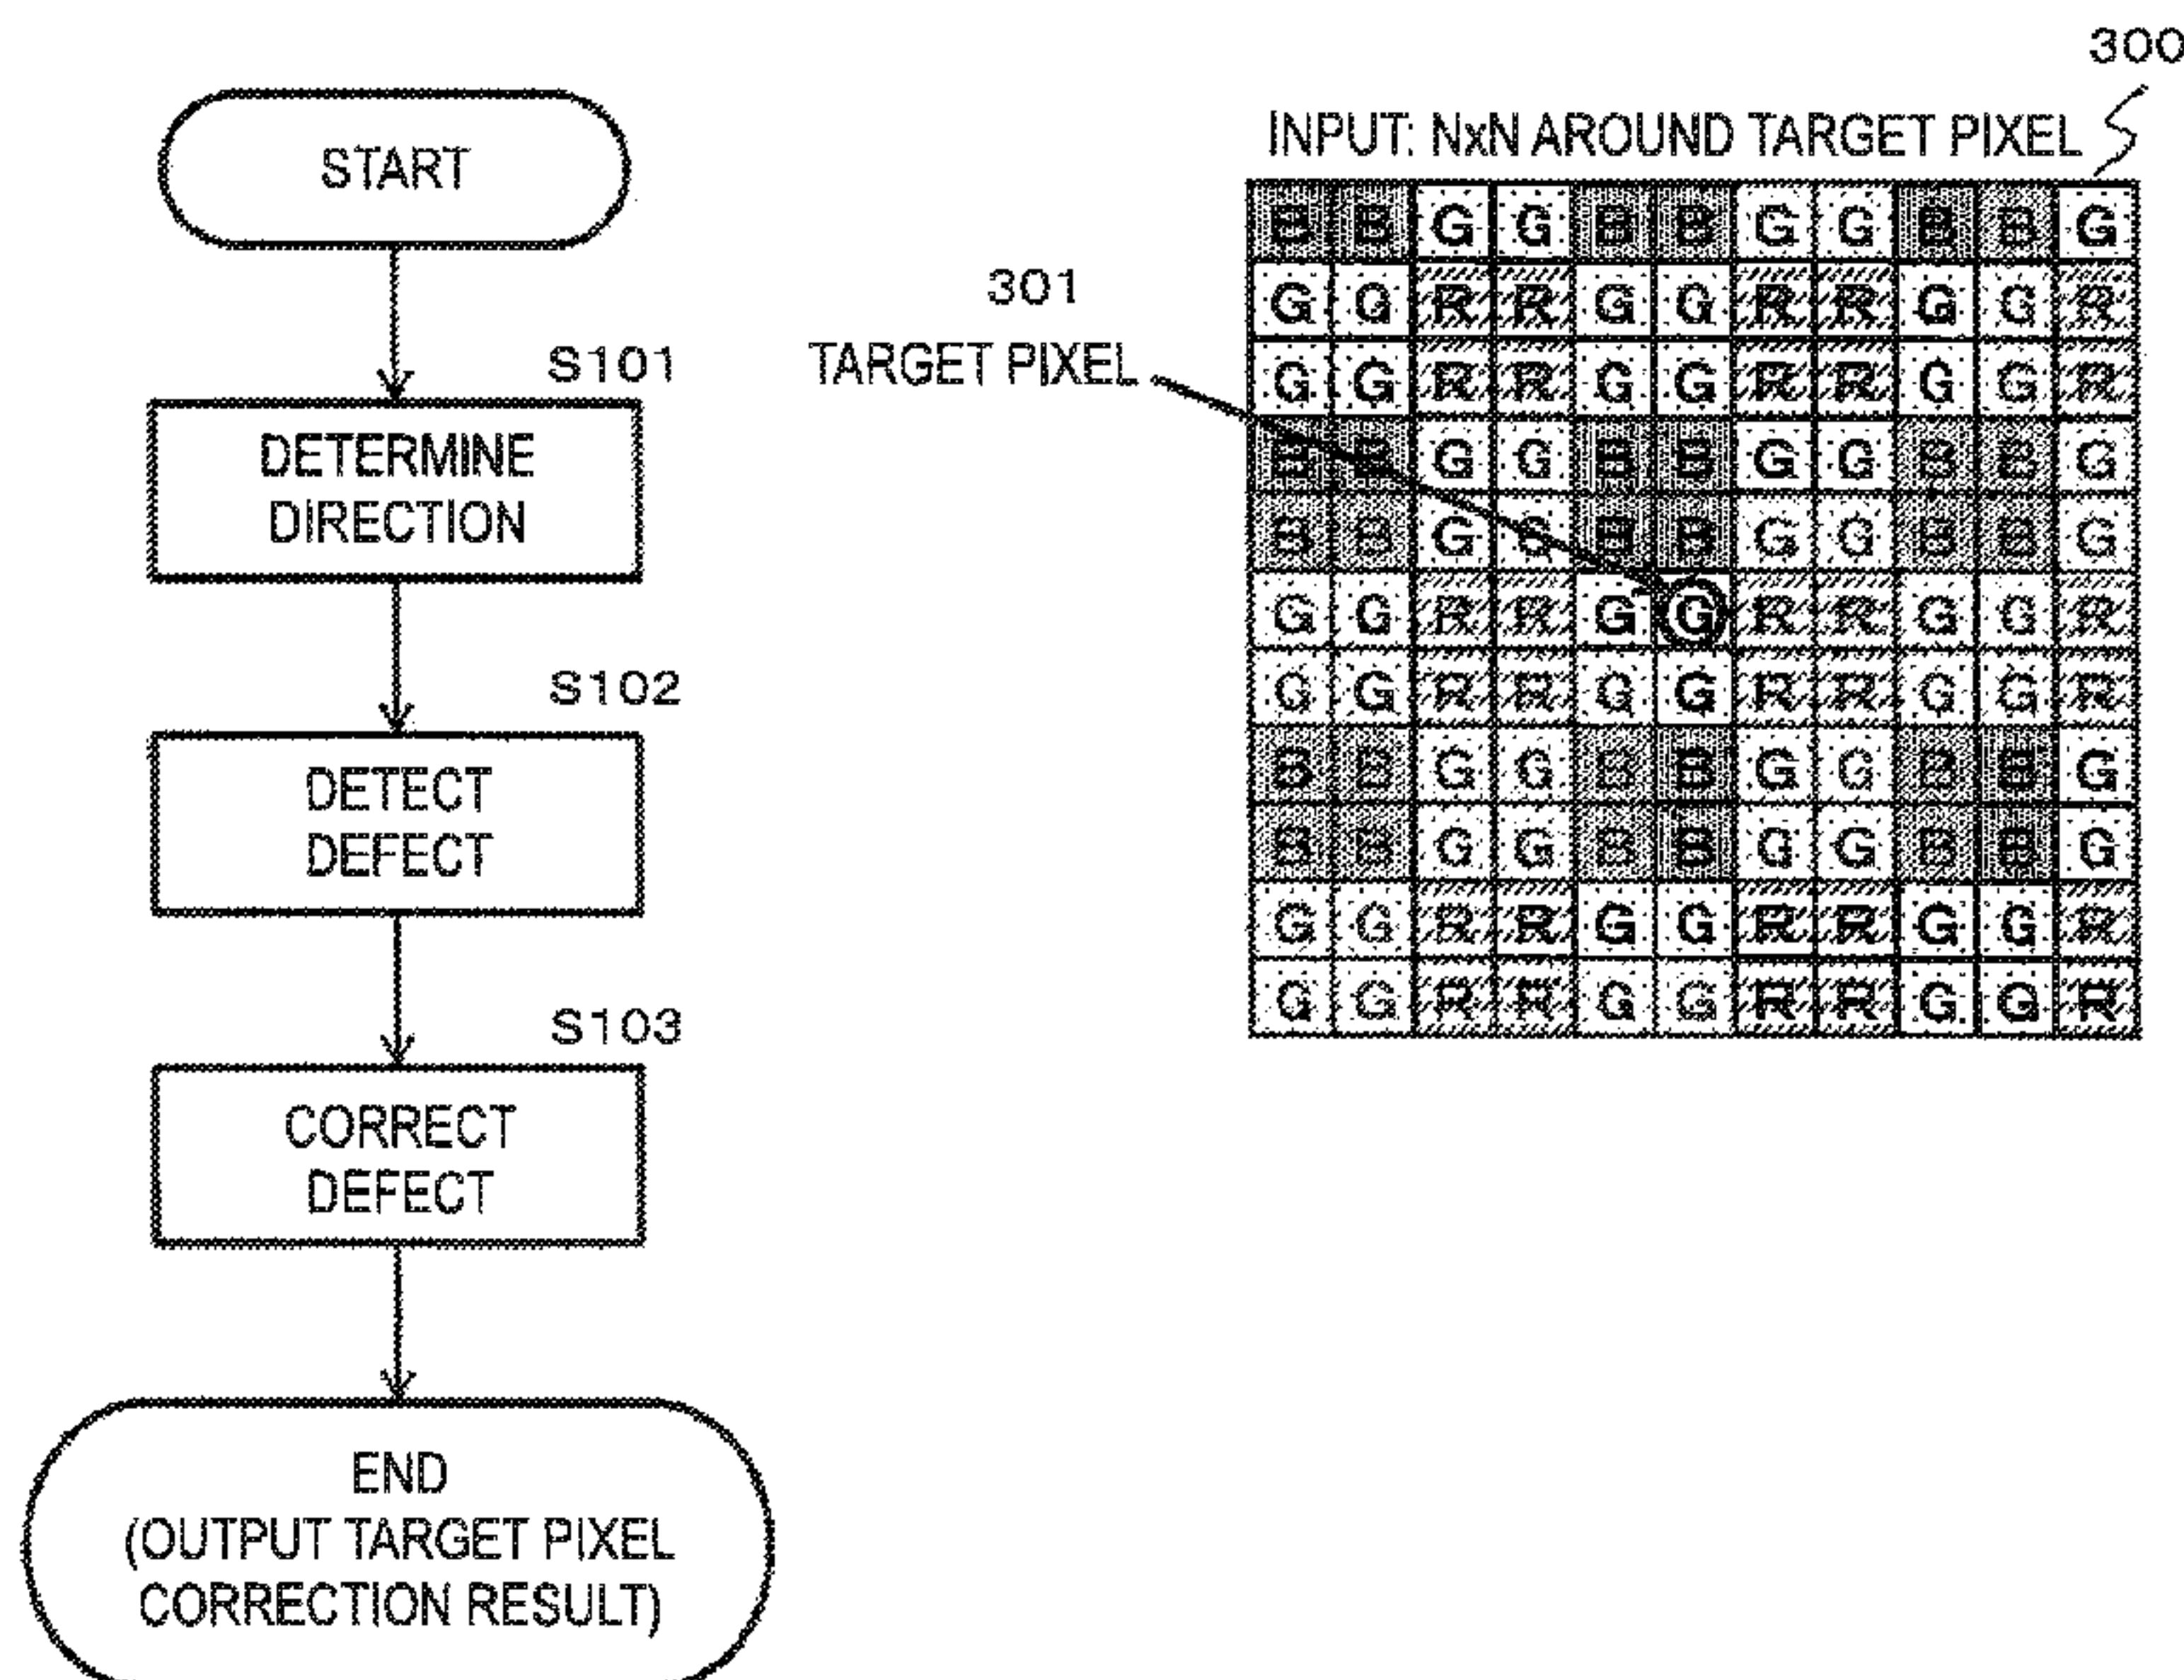 START
S101
DETERMINE
DIRECTION
S102
DETECT
DEFECT
S103
CORRECT
DEFECT
END
(OUTPUT TARGET PIXEL
CORRECTION RESULT)
300
INPUT: NxN AROUND TARGET PIXEL
301
TARGET PIXEL
B B G G B B G G B B G
G G R R G G R R G G R
G G R R G G R R G G R
B B G G B B G G B B G
B B G G B B G G B B G
G G R R G G R R G G R
G G R R G G R R G G R
B B G G B B G G B B G
B B G G B B G G B B G
G G R R G G R R G G R
G G R R G G R R G G R